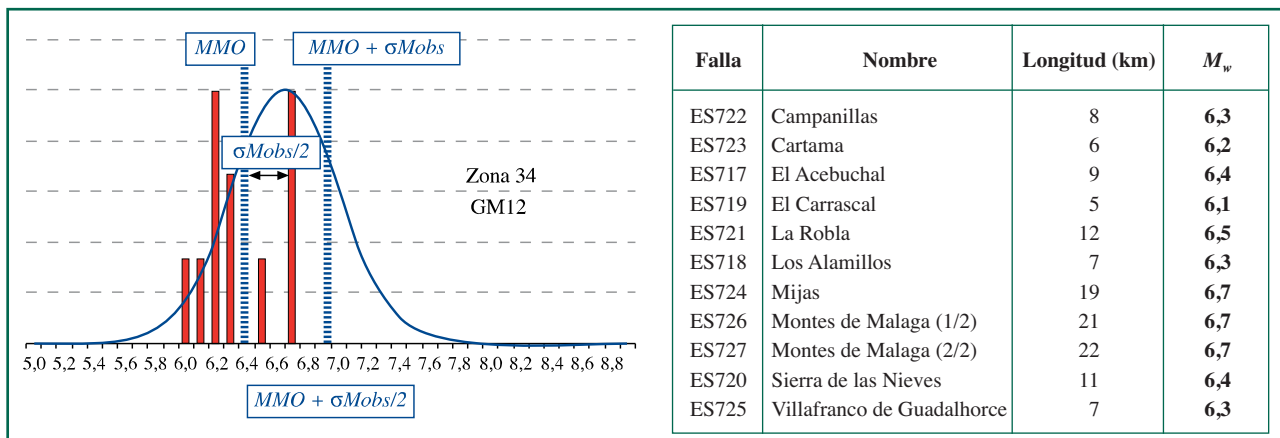 MMO
MMO + σMobs
σMobs/2
Zona 34
GM12
5,0 5,2 5,4 5,6 5,8 6,0 6,2 6,4 6,6 6,8 7,0 7,2 7,4 7,6 7,8 8,0 8,2 8,4 8,6 8,8
MMO + σMobs/2
Falla Nombre Longitud (km) Mw
ES722 Campanillas 8 6,3
ES723 Cartama 6 6,2
ES717 El Acebuchal 9 6,4
ES719 El Carrascal 5 6,1
ES721 La Robla 12 6,5
ES718 Los Alamillos 7 6,3
ES724 Mijas 19 6,7
ES726 Montes de Malaga (1/2) 21 6,7
ES727 Montes de Malaga (2/2) 22 6,7
ES720 Sierra de las Nieves 11 6,4
ES725 Villafranco de Guadalhorce 7 6,3